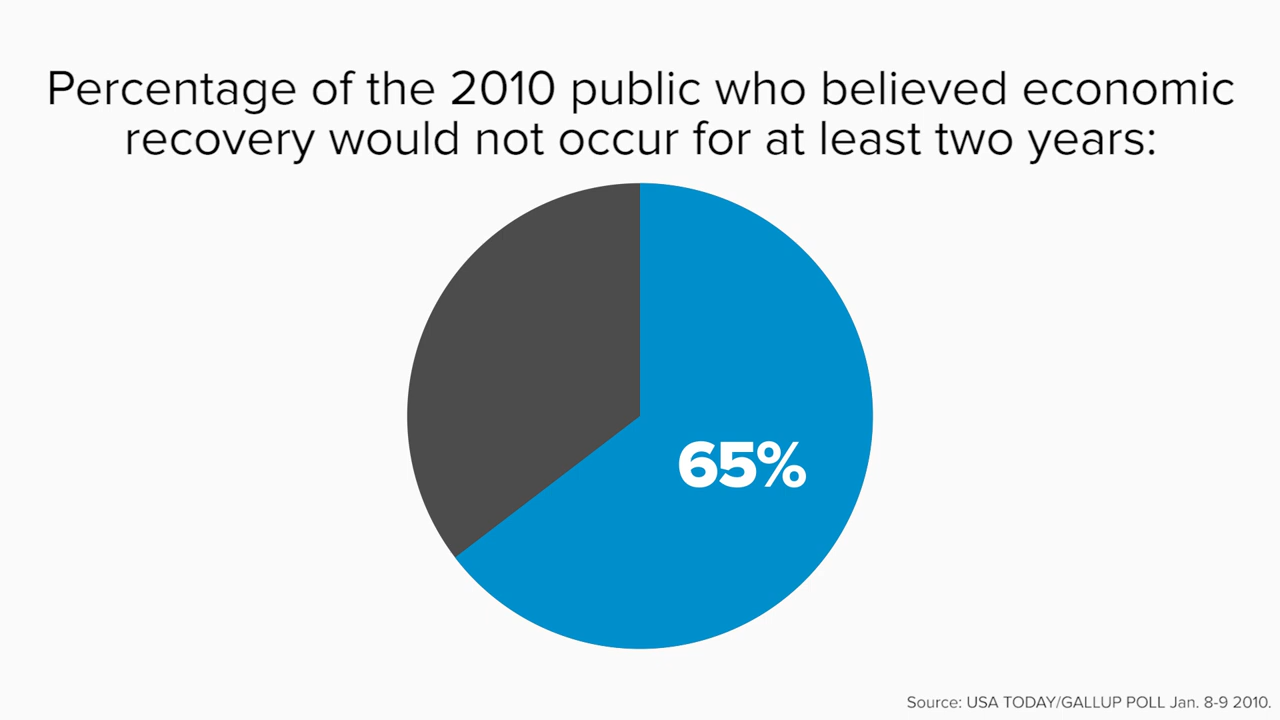 Percentage of the 2010 public who believed economic
recovery would not occur for at least two years:
65%
Source: USA TODAY/GALLUP POLL Jan. 8-9 2010.